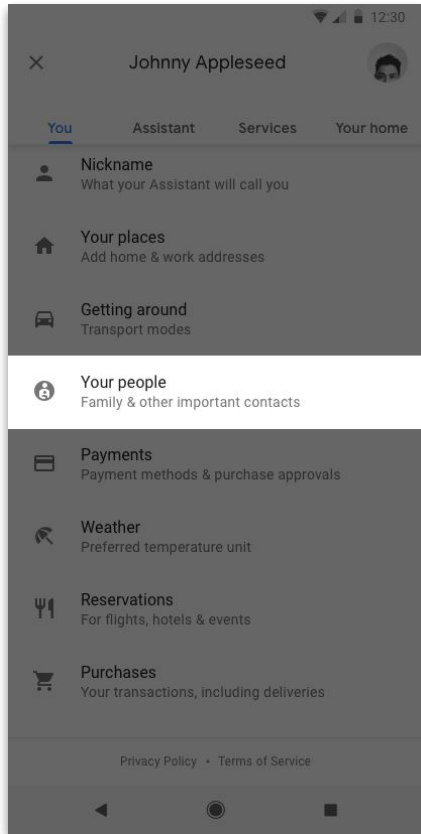 12:30
Johnny Appleseed
You Assistant Services Your home
Nickname
What your Assistant will call you
Your places
Add home & work addresses
Getting around
Transport modes
Your people
Family & other important contacts
Payments
Payment methods & purchase approvals
Weather
Preferred temperature unit
Reservations
For flights, hotels & events
Purchases
Your transactions, including deliveries
Privacy Policy • Terms of Service